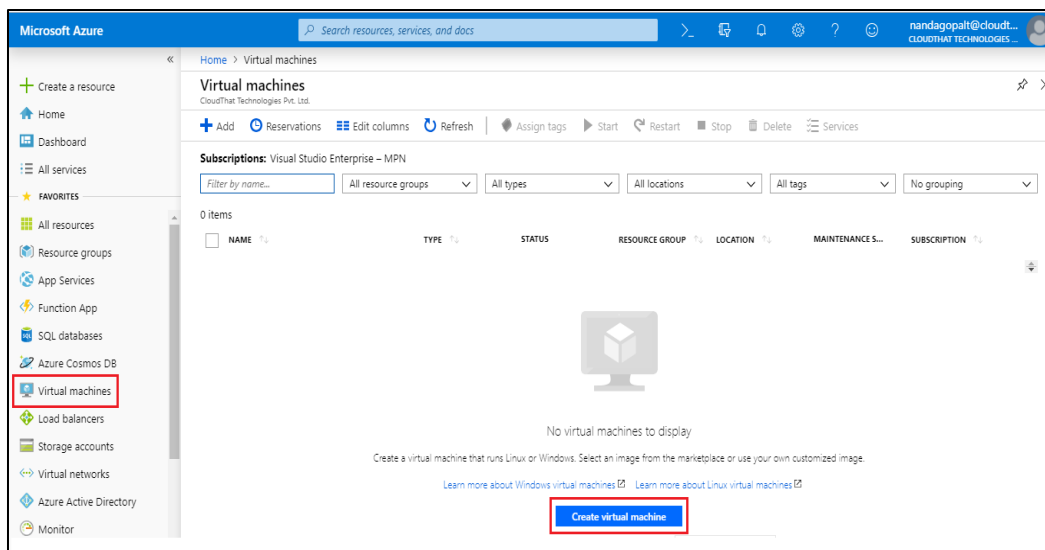 Microsoft Azure
Search resources, services, and docs
nandagopalt@cloudt...
CLOUDTHAT TECHNOLOGIES ...
«
Home > Virtual machines
Create a resource
Home
Dashboard
All services
FAVORITES
All resources
Resource groups
App Services
Function App
SQL databases
Azure Cosmos DB
Virtual machines
Load balancers
Storage accounts
Virtual networks
Azure Active Directory
Monitor
Virtual machines
CloudThat Technologies Pvt. Ltd.
Add Reservations Edit columns Refresh Assign tags Start Restart Stop Delete Services
Subscriptions: Visual Studio Enterprise – MPN
Filter by name... All resource groups All types All locations All tags No grouping
0 items
NAME TYPE STATUS RESOURCE GROUP LOCATION MAINTENANCE S... SUBSCRIPTION
No virtual machines to display
Create a virtual machine that runs Linux or Windows. Select an image from the marketplace or use your own customized image.
Learn more about Windows virtual machines Learn more about Linux virtual machines
Create virtual machine